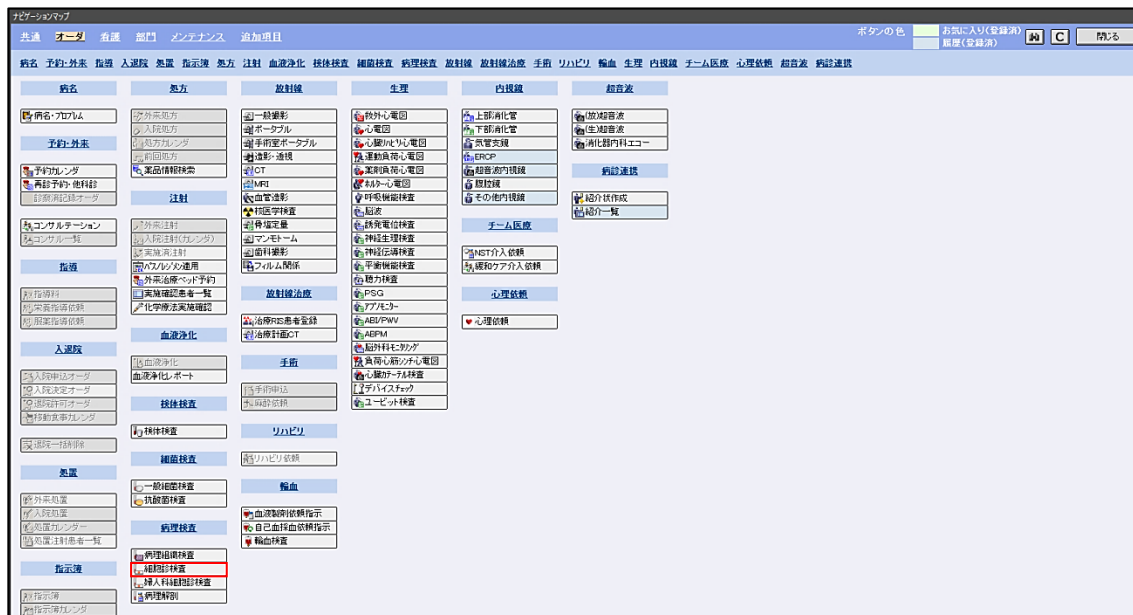 ナビゲーションマップ
共通 オーダ 看護 部門 メンテナンス 追加項目
ボタンの色 お気に入り(登録済)
履歴(登録済)
C 閉じる
病名 予約・外来 指導 入退院 処置 指示簿 処方 注射 血液浄化 検体検査 細菌検査 病理検査 放射線 放射線治療 手術 リハビリ 輸血 生理 内視鏡 チーム医療 心理依頼 超音波 病診連携
病名
病名・プロブレム
予約・外来
予約カレンダ
再診予約・他科診
診察済記録オーダ
コンサルテーション
コンサル一覧
指導
指導料
栄養指導依頼
服薬指導依頼
入退院
入院申込オーダ
入院決定オーダ
退院許可オーダ
移動食事カレンダ
退院一括削除
処置
外来処置
入院処置
処置カレンダー
処置注射患者一覧
指示簿
指示簿
指示簿カレンダ
処方
外来処方
入院処方
処方カレンダ
前回処方
薬品情報検索
注射
外来注射
入院注射(カレンダ)
実施済注射
パス/レジメン適用
外来治療ベッド予約
実施確認患者一覧
化学療法実施確認
血液浄化
血液浄化
血液浄化レポート
検体検査
検体検査
細菌検査
一般細菌検査
抗酸菌検査
病理検査
病理組織検査
細胞診検査
婦人科細胞診検査
病理解剖
放射線
一般撮影
ポータブル
手術室ポータブル
造影・透視
CT
MRI
血管造影
核医学検査
骨塩定量
マンモトーム
歯科撮影
フィルム関係
放射線治療
治療RIS患者登録
治療計画CT
手術
手術申込
麻酔依頼
リハビリ
リハビリ依頼
輸血
血液製剤依頼指示
自己血採血依頼指示
輸血検査
生理
救外心電図
心電図
心臓リハビリ心電図
運動負荷心電図
薬剤負荷心電図
ホルター心電図
呼吸機能検査
脳波
誘発電位検査
神経生理検査
神経伝導検査
平衡機能検査
聴力検査
PSG
アプノモニター
ABI/PWV
ABPM
脳外科モニタリング
負荷心筋シンチ心電図
心臓カテーテル検査
デバイスチェック
ユービット検査
内視鏡
上部消化管
下部消化管
気管支鏡
ERCP
超音波内視鏡
腹腔鏡
その他内視鏡
チーム医療
NST介入依頼
緩和ケア介入依頼
心理依頼
心理依頼
超音波
(放)超音波
(生)超音波
消化器内科エコー
病診連携
紹介状作成
紹介一覧